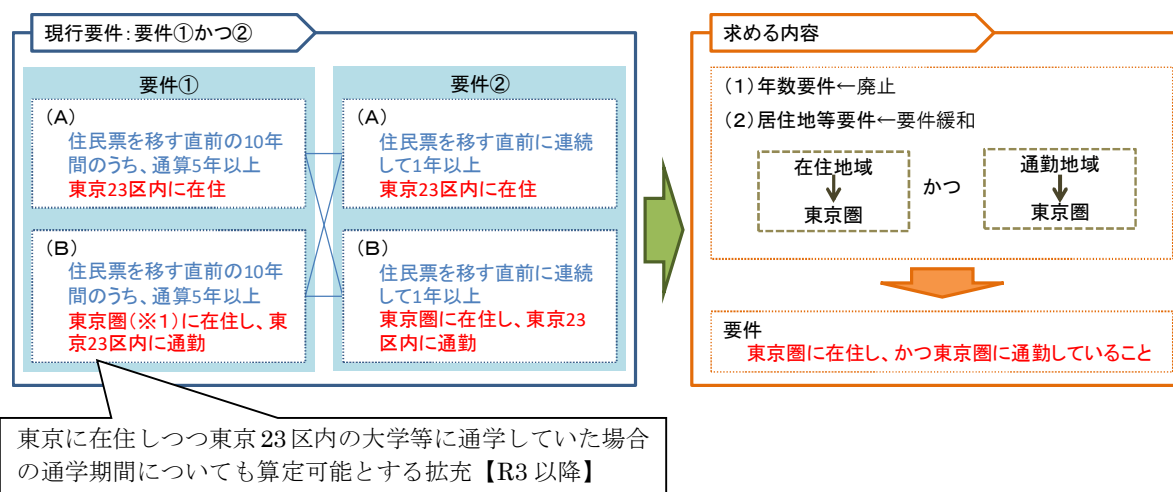 現行要件：要件①かつ②
要件①
(A)
住民票を移す直前の10年
間のうち、通算5年以上
東京23区内に在住
(B)
住民票を移す直前の10年
間のうち、通算5年以上
東京圏(※1)に在住し、東
京23区内に通勤
要件②
(A)
住民票を移す直前に連続
して1年以上
東京23区内に在住
(B)
住民票を移す直前に連続
して1年以上
東京圏に在住し、東京23
区内に通勤
東京に在住しつつ東京23区内の大学等に通学していた場合
の通学期間についても算定可能とする拡充【R3以降】
求める内容
(1)年数要件←廃止
(2)居住地等要件←要件緩和
在住地域
東京圏
かつ
通勤地域
東京圏
要件
東京圏に在住し、かつ東京圏に通勤していること